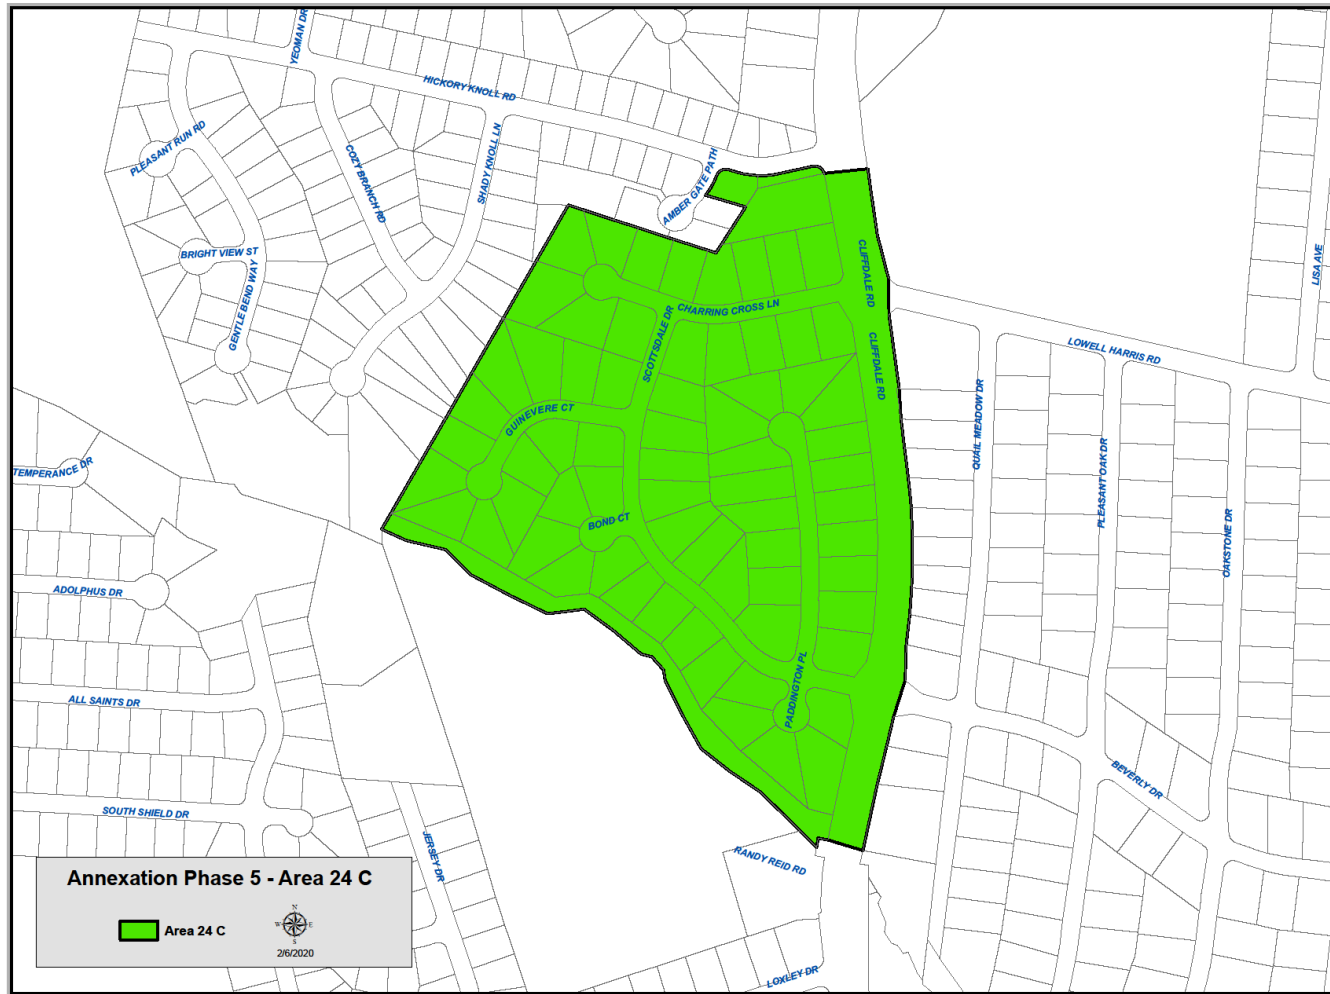 YEOMAN DR
HICKORY KNOLL RD
PLEASANT RUN RD
COZY BRANCH RD
SHADY KNOLL LN
AMBER GATE PATH
BRIGHT VIEW ST
GENTLE BEND WAY
CLIFFDALE RD
LISA AVE
CHARRING CROSS LN
SCOTTSDALE DR
CLIFFDALE RD
LOWELL HARRIS RD
GUINEVERE CT
QUAIL MEADOW DR
PLEASANT OAK DR
TEMPERANCE DR
BOND CT
OAKSTONE DR
ADOLPHUS DR
ALL SAINTS DR
PADDINGTON PL
BEVERLY DR
SOUTH SHIELD DR
JERSEY DR
RANDY REID RD
LOXLEY DR
Annexation Phase 5 - Area 24 C
Area 24 C
N
W E
S
2/6/2020